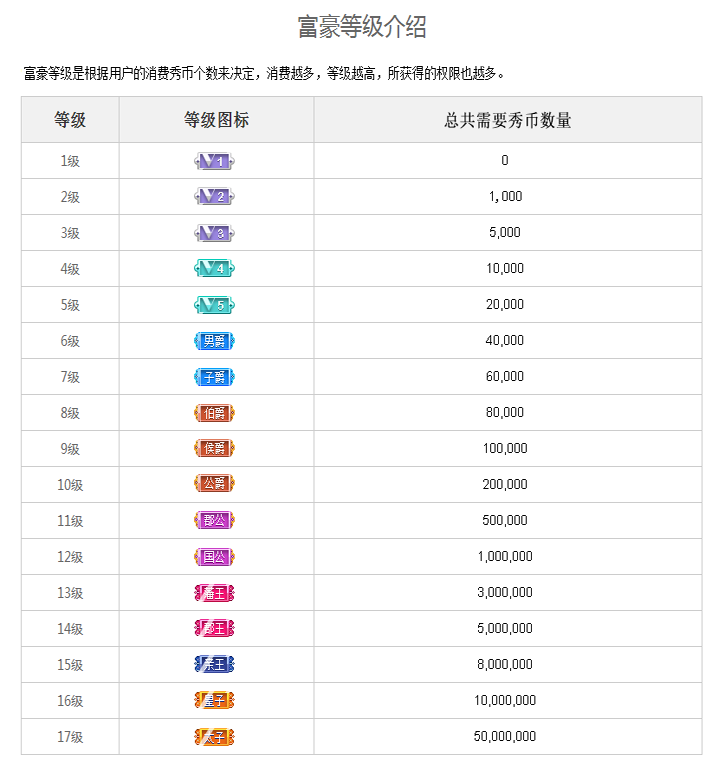 富豪等级介绍
富豪等级是根据用户的消费秀币个数来决定，消费越多，等级越高，所获得的权限也越多。
等级 等级图标 总共需要秀币数量
1级 V 1 0
2级 V 2 1,000
3级 V 3 5,000
4级 V 4 10,000
5级 V 5 20,000
6级 男爵 40,000
7级 子爵 60,000
8级 伯爵 80,000
9级 侯爵 100,000
10级 公爵 200,000
11级 郡公 500,000
12级 国公 1,000,000
13级 王 3,000,000
14级 王 5,000,000
15级 王 8,000,000
16级 皇子 10,000,000
17级 太子 50,000,000